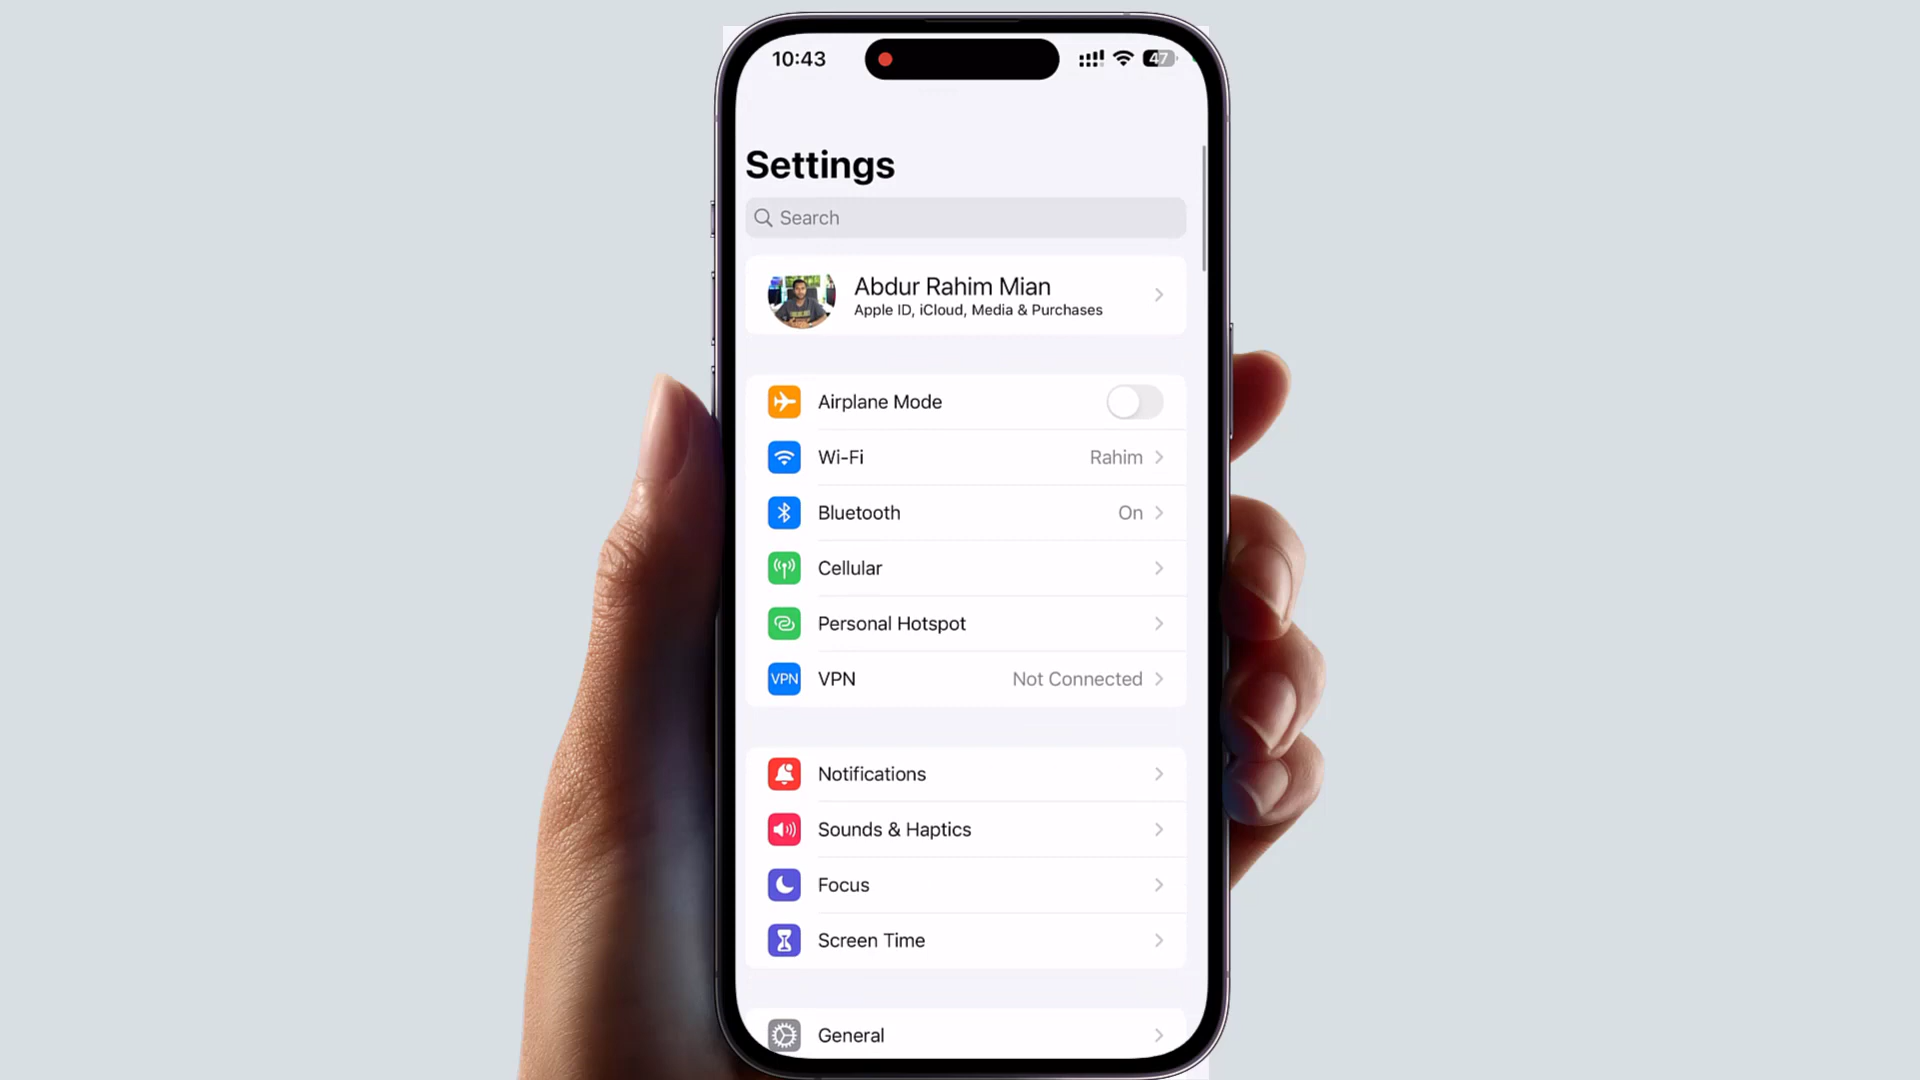 10:43
47
Settings
Search
Abdur Rahim Mian
Apple ID, iCloud, Media & Purchases
Airplane Mode
Wi-Fi Rahim
Bluetooth On
Cellular
Personal Hotspot
VPN VPN Not Connected
Notifications
Sounds & Haptics
Focus
Screen Time
General